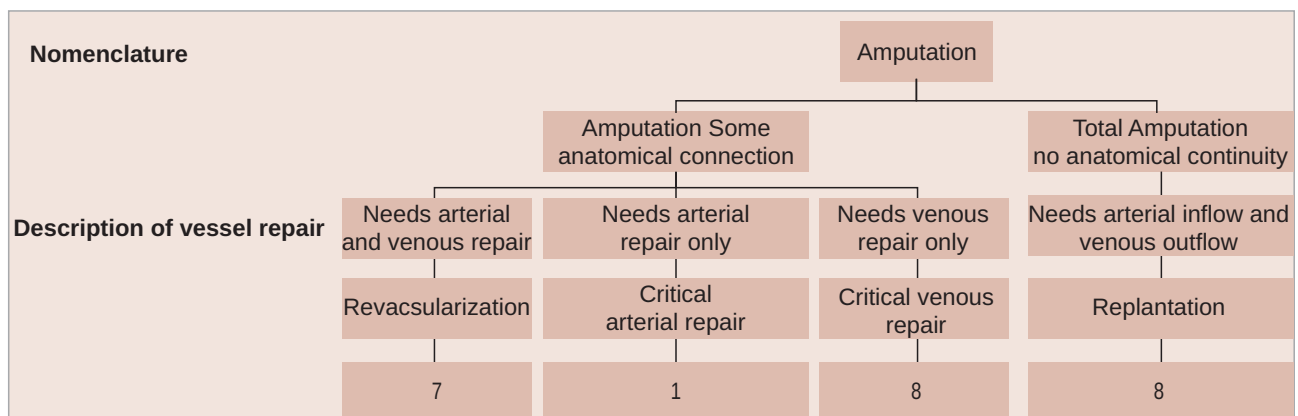 Nomenclature
Amputation
Amputation Some
anatomical connection
Total Amputation
no anatomical continuity
Description of vessel repair
Needs arterial
and venous repair
Needs arterial
repair only
Needs venous
repair only
Needs arterial inflow and
venous outflow
Revacsularization
Critical
arterial repair
Critical venous
repair
Replantation
7
1
8
8